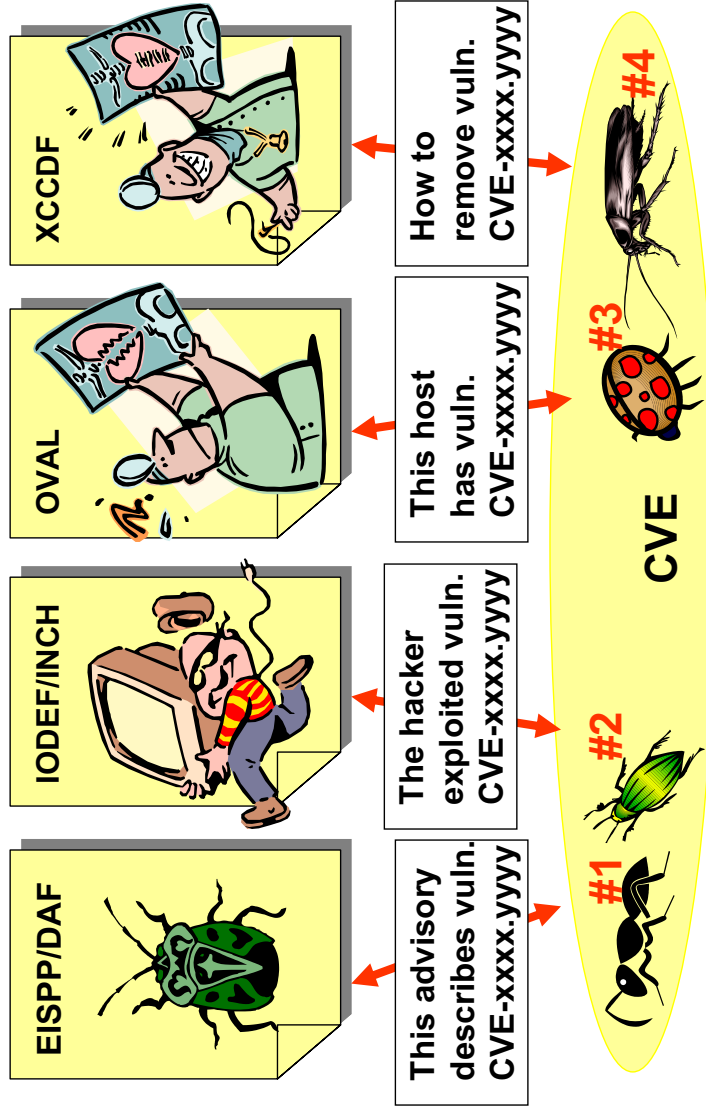 EISPP/DAF
IODEF/INCH
OVAL
XCCDF
This advisory
describes vuln.
CVE-xxxx.yyyy
The hacker
exploited vuln.
CVE-xxxx.yyyy
This host
has vuln.
CVE-xxxx.yyyy
How to
remove vuln.
CVE-xxxx.yyyy
#1
#2
#3
#4
CVE